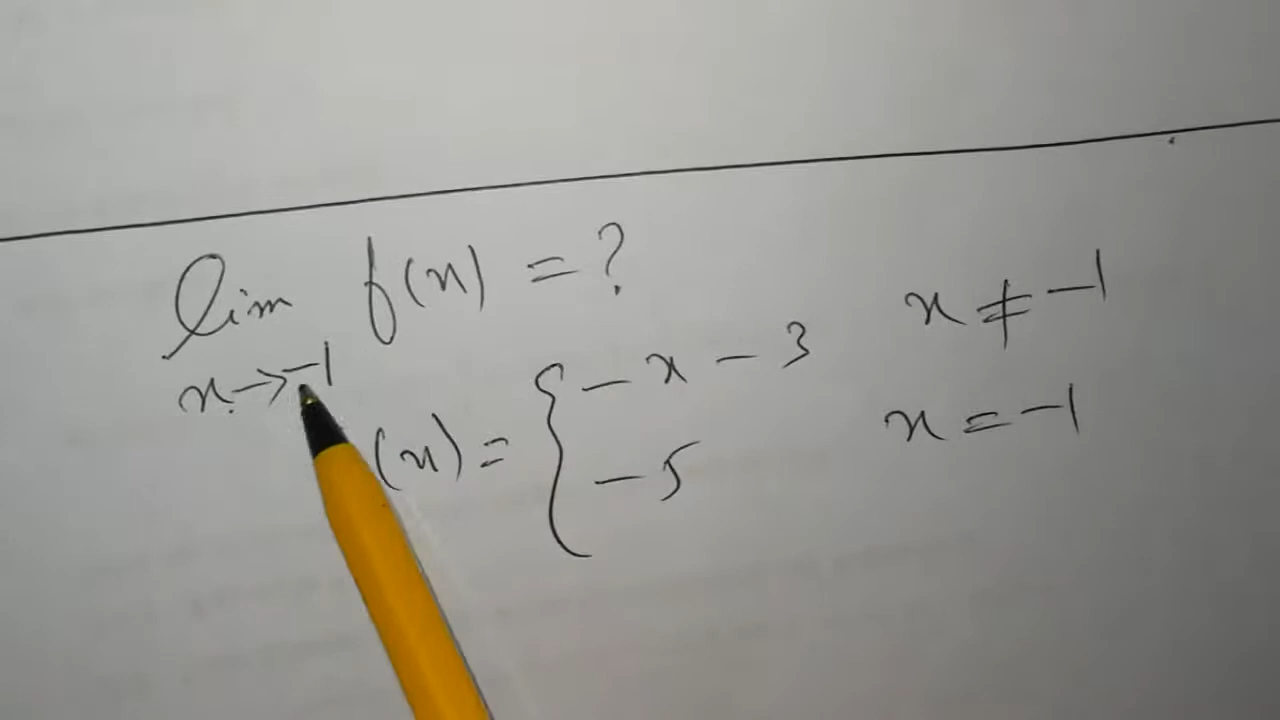 lim f(x) = ?
x → -1
(x) = { -x - 3    x ≠ -1
-5    x = -1